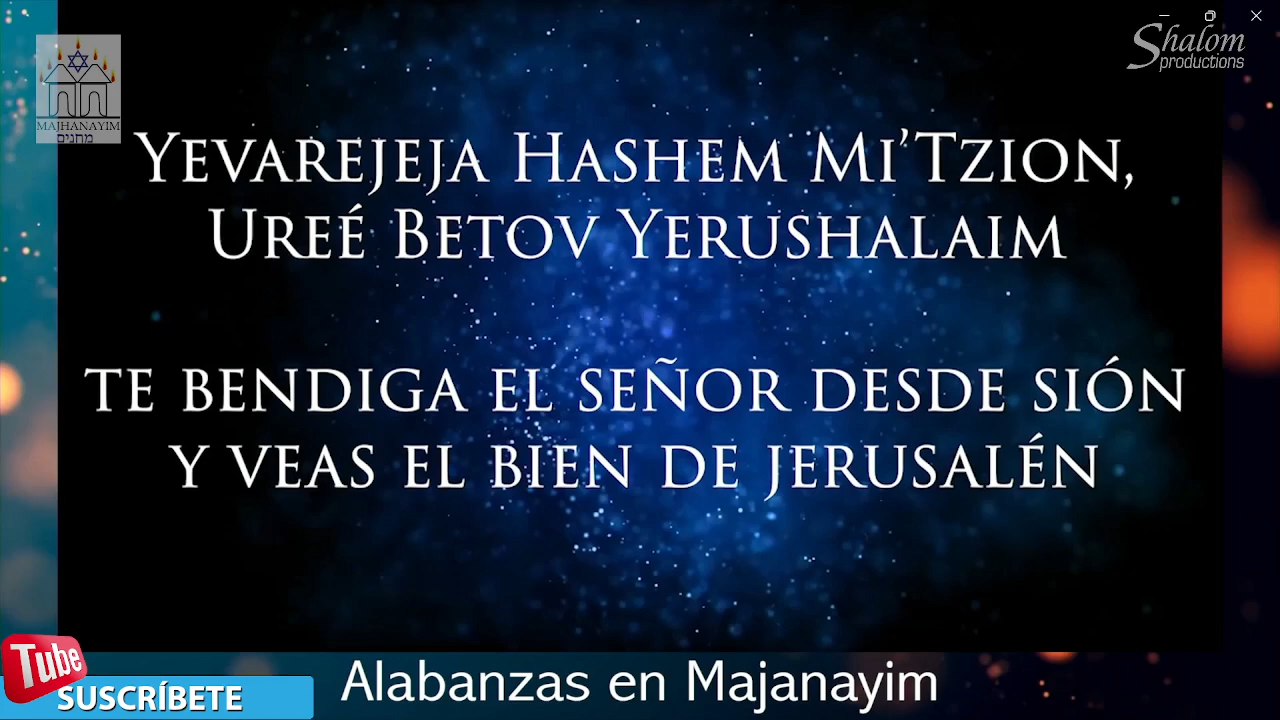 Shalom
productions
MAJHANAYIM
מחנים
Yevarejeja Hashem Mi’Tzion,
Ureé Betov Yerushalaim
te bendiga el señor desde sión
y veas el bien de jerusalén
Tube
SUSCRÍBETE
Alabanzas en Majanayim